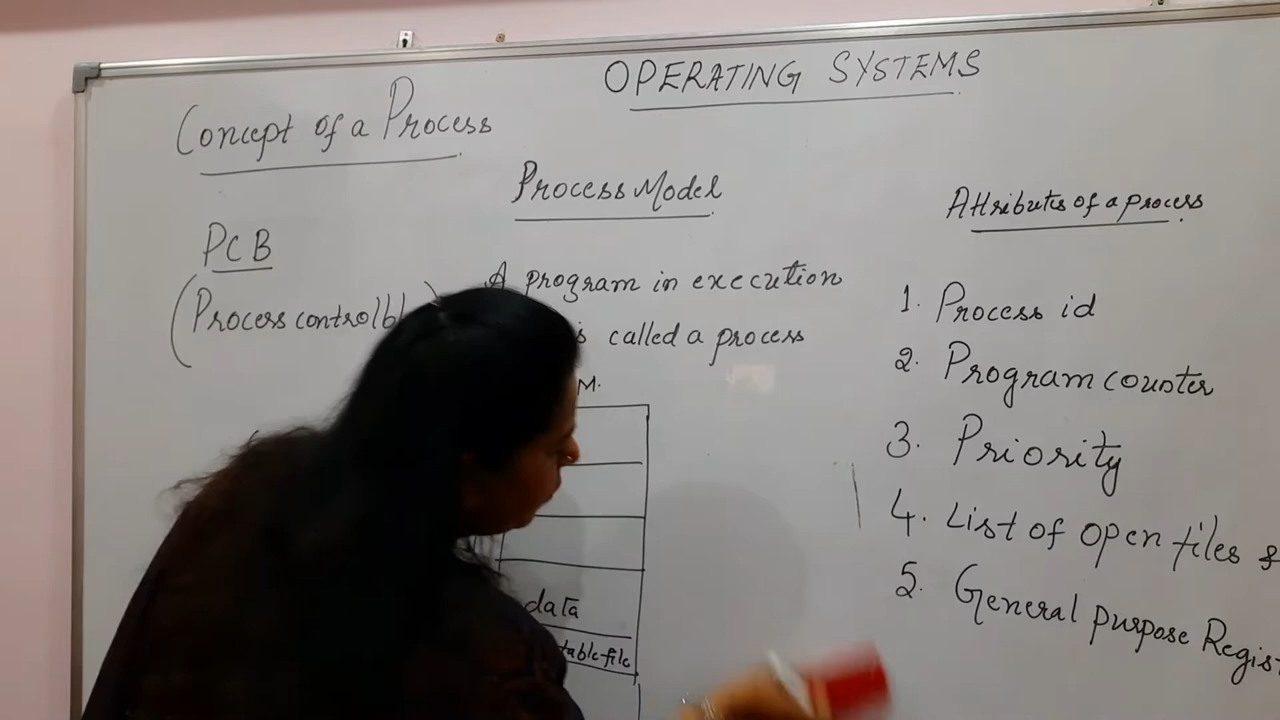 OPERATING SYSTEMS
Concept of a Process
Process Model
Attributes of a process
PCB
(Process control
A program in execution
is called a process
M.
1. Process id
2. Program counter
3. Priority
4. List of open files &
5. General Purpose Regist
data
table file